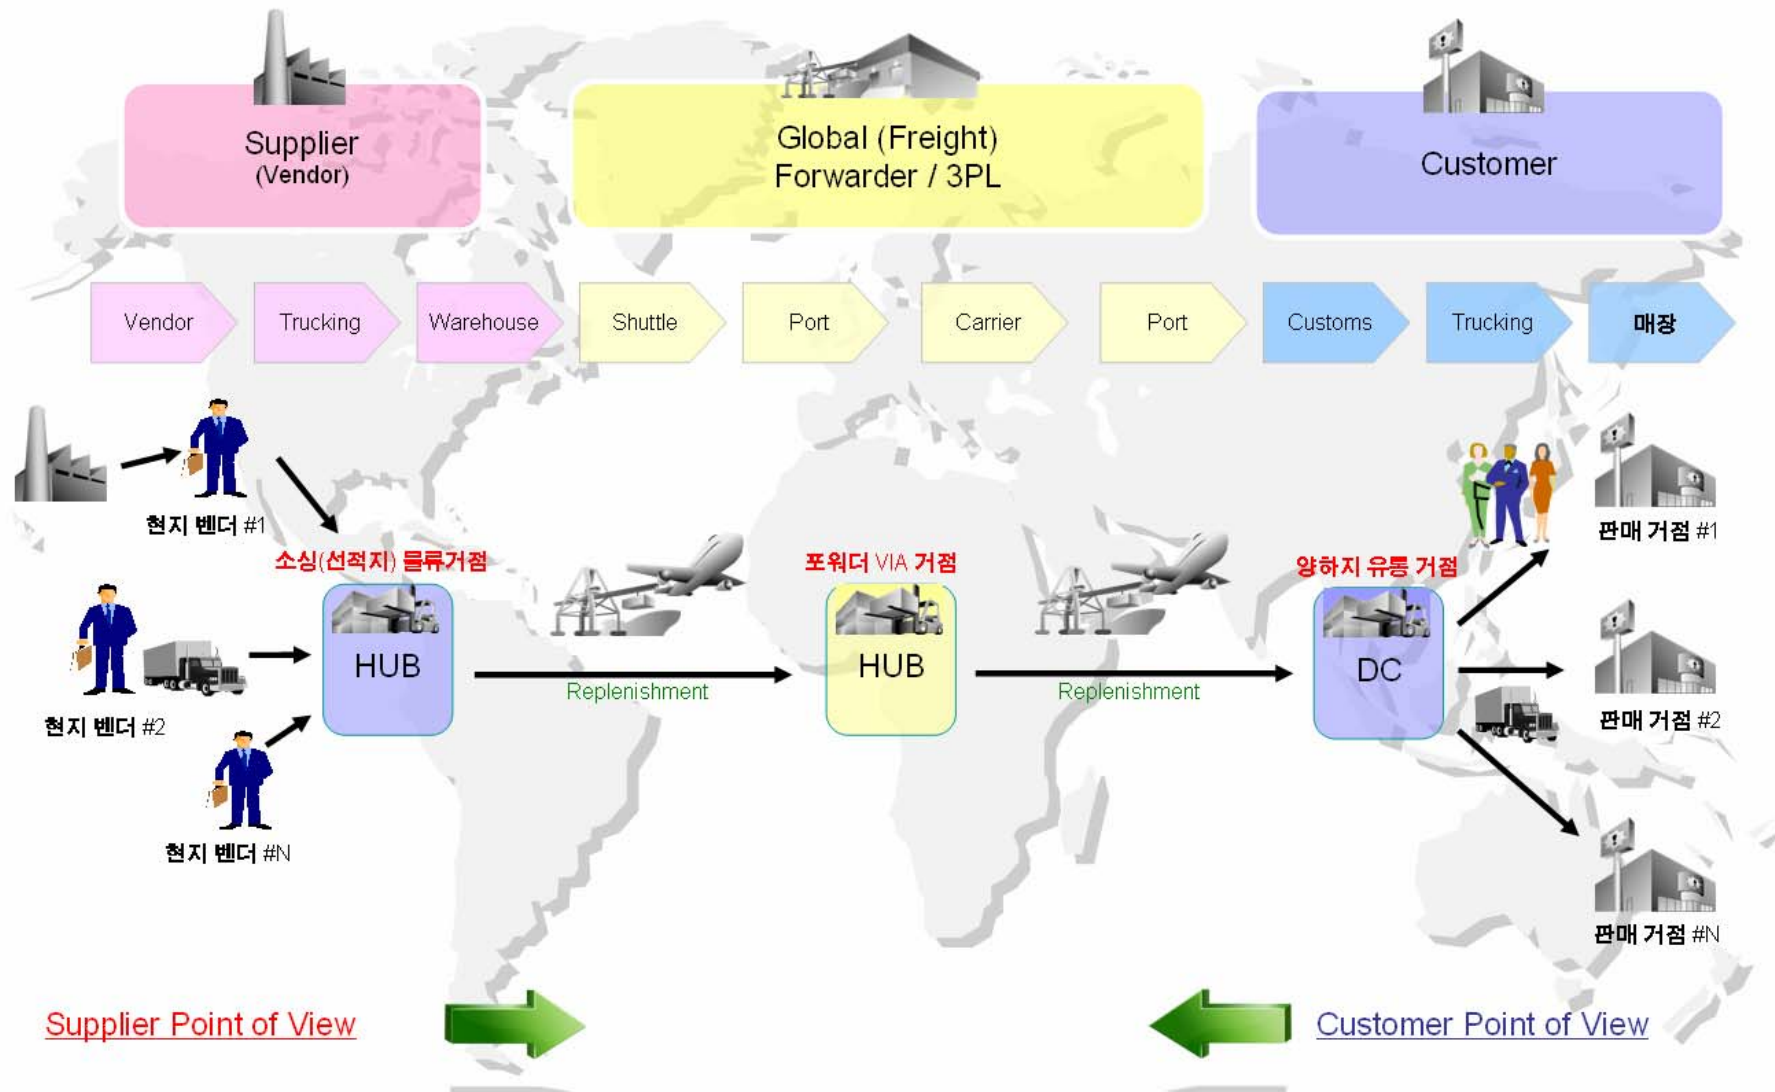 Supplier
(Vendor)
Global (Freight)
Forwarder / 3PL
Customer
Vendor
Trucking
Warehouse
Shuttle
Port
Carrier
Port
Customs
Trucking
매장
현지 벤더 #1
판매 거점 #1
소싱(선적지) 물류거점
포워더 VIA 거점
양하지 유통 거점
HUB
HUB
DC
Replenishment
Replenishment
현지 벤더 #2
판매 거점 #2
현지 벤더 #N
판매 거점 #N
Supplier Point of View
Customer Point of View